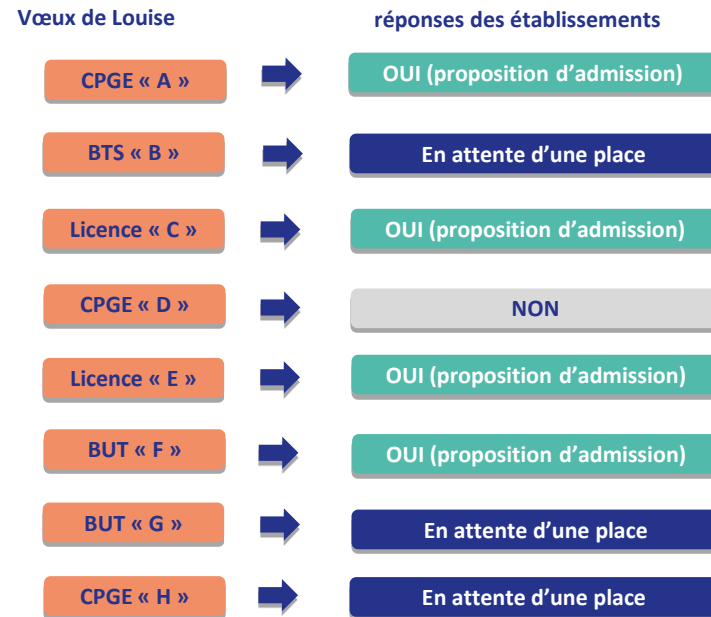 Vœux de Louise réponses des établissements
CPGE « A » OUI (proposition d’admission)
BTS « B » En attente d’une place
Licence « C » OUI (proposition d’admission)
CPGE « D » NON
Licence « E » OUI (proposition d’admission)
BUT « F » OUI (proposition d’admission)
BUT « G » En attente d’une place
CPGE « H » En attente d’une place